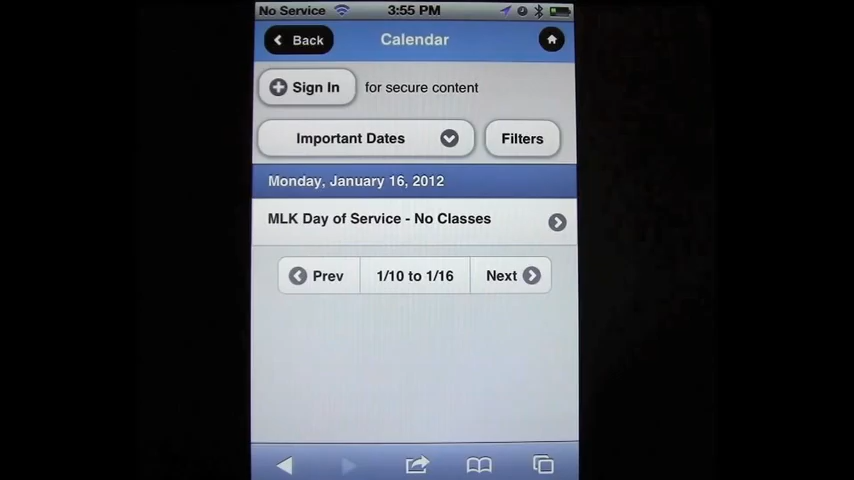 No Service 3:55 PM
Back Calendar
Sign In for secure content
Important Dates Filters
Monday, January 16, 2012
MLK Day of Service - No Classes
Prev 1/10 to 1/16 Next